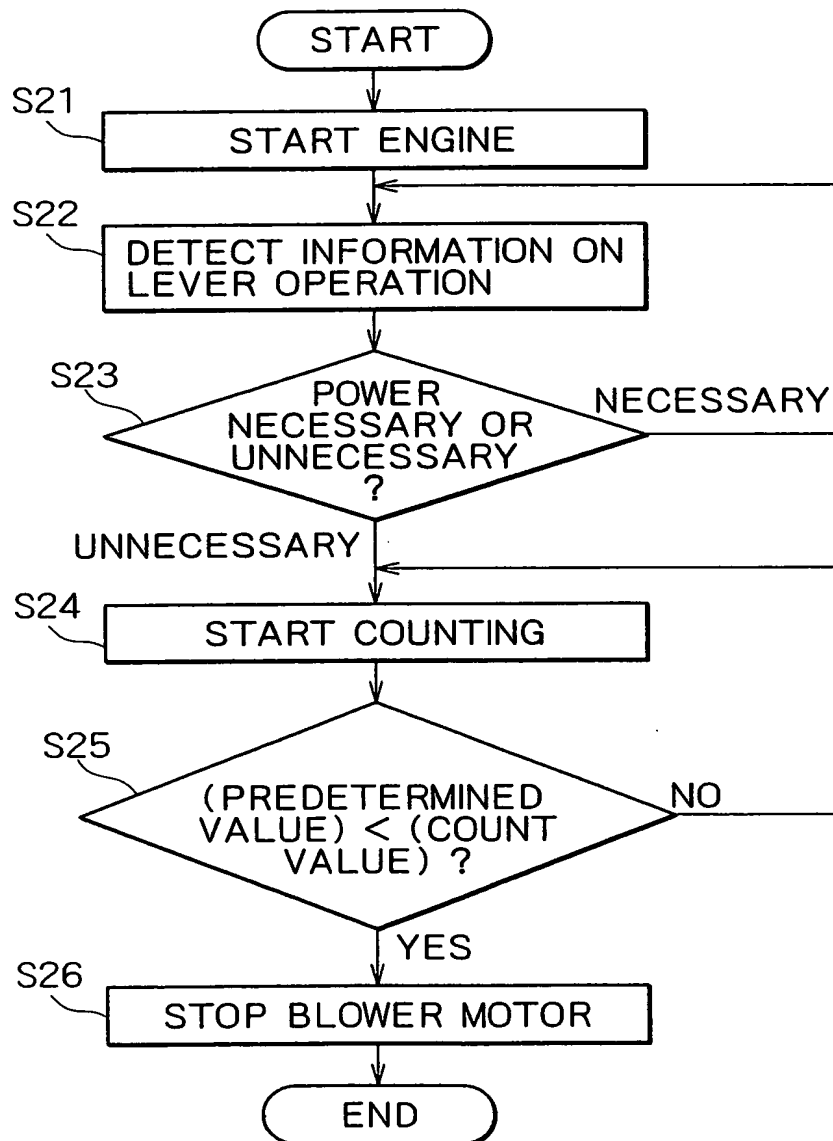 START
S21
START ENGINE
S22
DETECT INFORMATION ON
LEVER OPERATION
S23
POWER
NECESSARY OR
UNNECESSARY
?
NECESSARY
UNNECESSARY
S24
START COUNTING
S25
(PREDETERMINED
VALUE) < (COUNT
VALUE) ?
NO
YES
S26
STOP BLOWER MOTOR
END